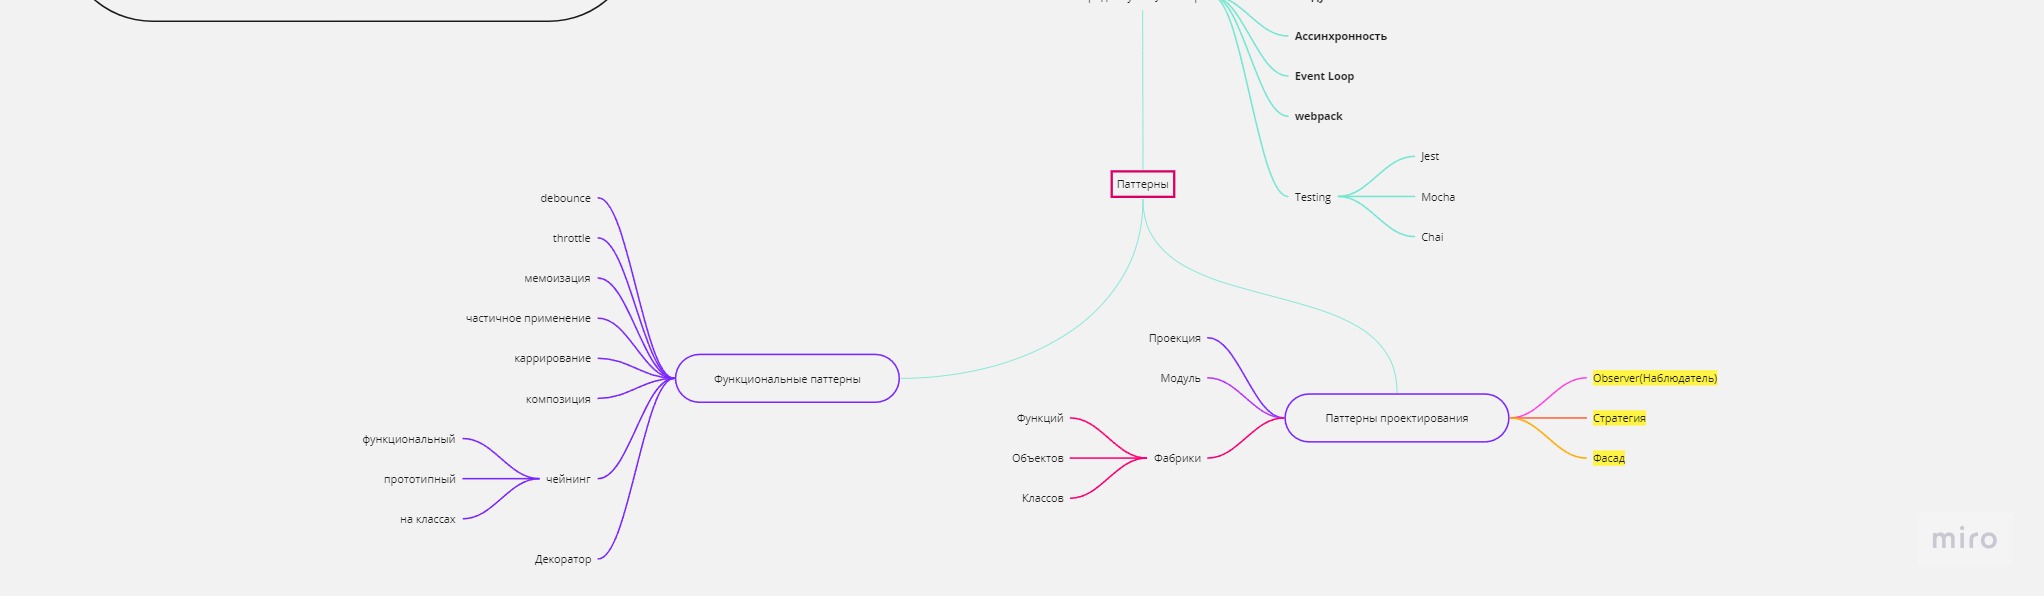 Ассинхронность
Event Loop
webpack
Testing
Jest
Mocha
Chai
Паттерны
Функциональные паттерны
debounce
throttle
мемоизация
частичное применение
каррирование
композиция
чейнинг
функциональный
прототипный
на классах
Декоратор
Паттерны проектирования
Проекция
Модуль
Фабрики
Функций
Объектов
Классов
Observer(Наблюдатель)
Стратегия
Фасад
miro